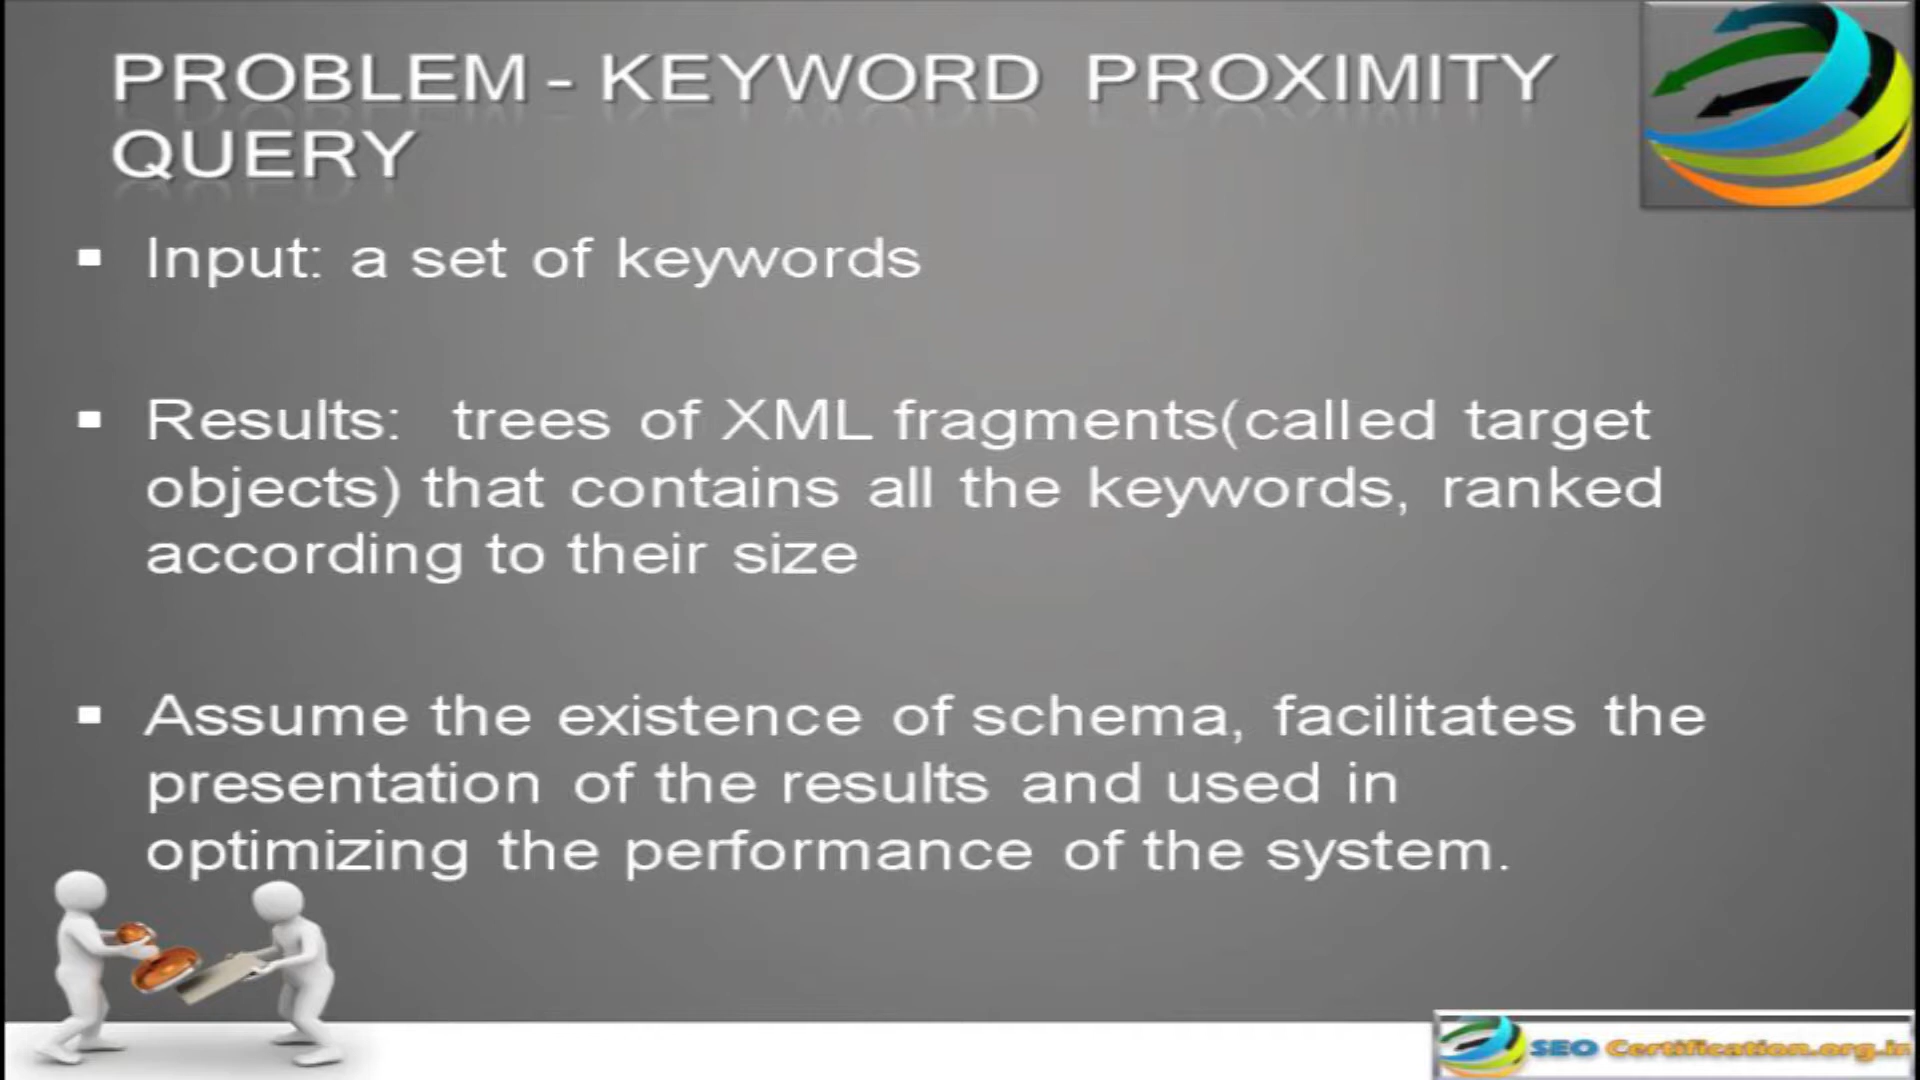 PROBLEM - KEYWORD PROXIMITY
QUERY
Input: a set of keywords
Results: trees of XML fragments(called target
objects) that contains all the keywords, ranked
according to their size
Assume the existence of schema, facilitates the
presentation of the results and used in
optimizing the performance of the system.
SEO Certification.org.in